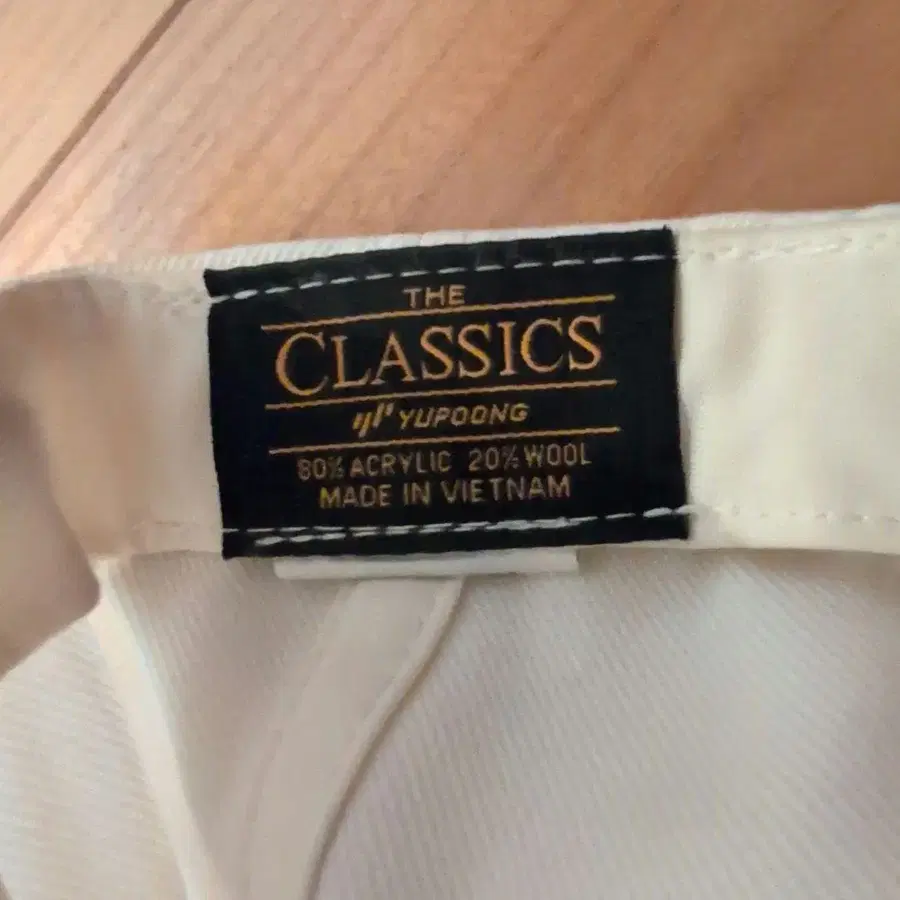 THE
CLASSICS
YUPOONG
80% ACRYLIC 20% WOOL
MADE IN VIETNAM